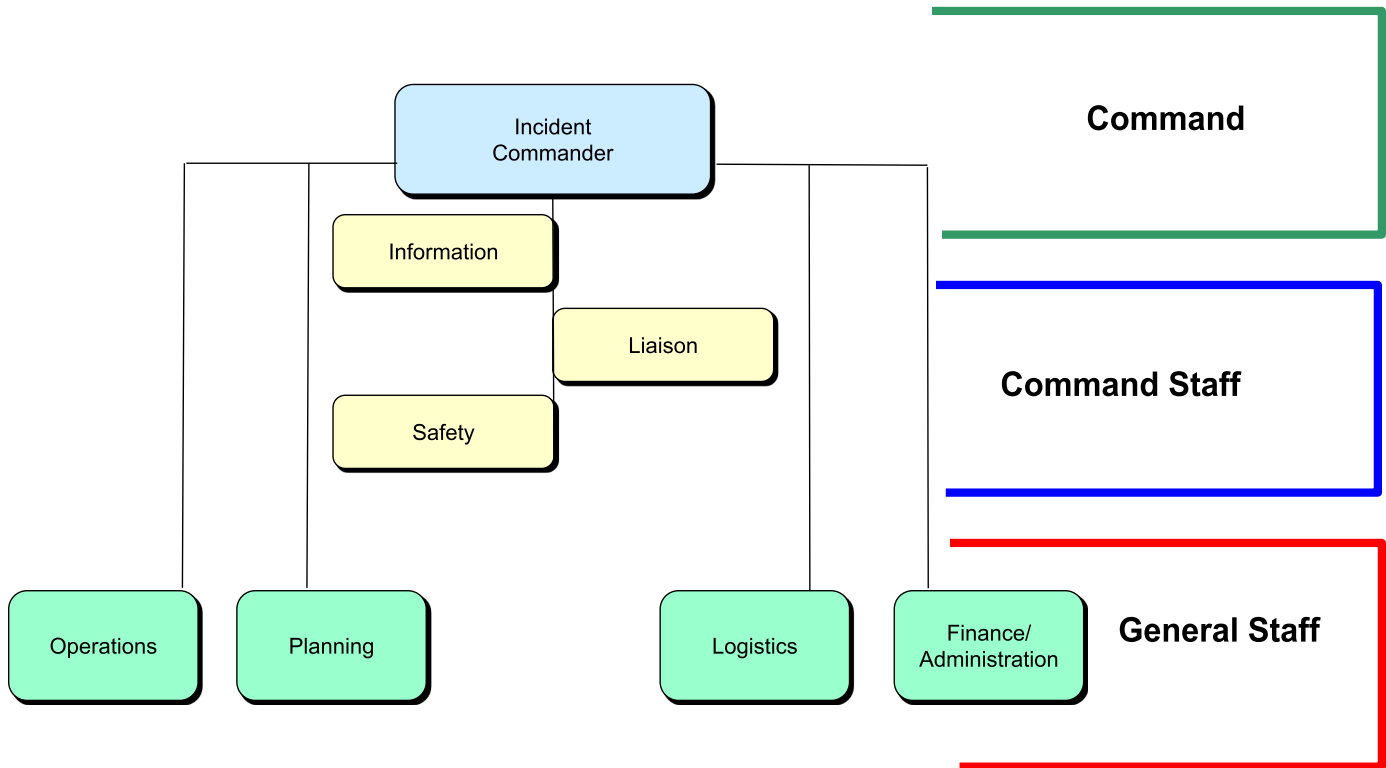 Command
Incident
Commander
Information
Liaison
Command Staff
Safety
Operations
Planning
Logistics
Finance/
Administration
General Staff